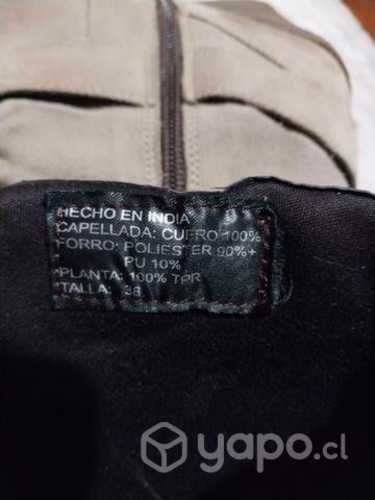 HECHO EN INDIA
CAPELLADA: CUERO 100%
FORRO: POLIESTER 90%+
PU 10%
PLANTA: 100% TPR
TALLA: 38
yapo.cl